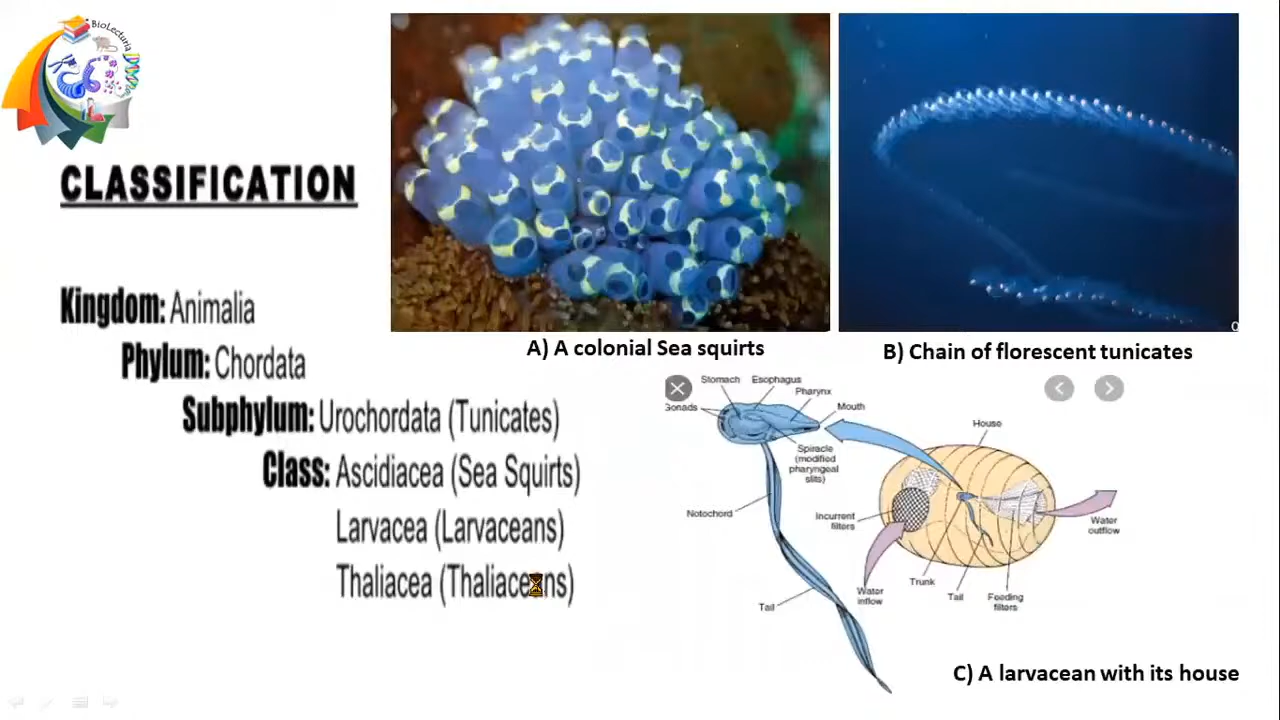 BioLecturia
CLASSIFICATION
Kingdom: Animalia
Phylum: Chordata
Subphylum: Urochordata (Tunicates)
Class: Ascidiacea (Sea Squirts)
Larvacea (Larvaceans)
Thaliacea (Thaliaceans)
A) A colonial Sea squirts
B) Chain of florescent tunicates
Stomach
Esophagus
Pharynx
Gonads
Mouth
Spiracle
(modified
pharyngeal
slits)
Notochord
Tail
House
Incurrent
filters
Water
outflow
Water
inflow
Trunk
Tail
Feeding
filters
C) A larvacean with its house